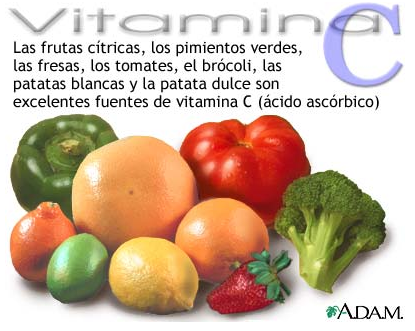 Vitamina C
Las frutas cítricas, los pimientos verdes,
las fresas, los tomates, el brócoli, las
patatas blancas y la patata dulce son
excelentes fuentes de vitamina C (ácido ascórbico)
A.D.A.M.